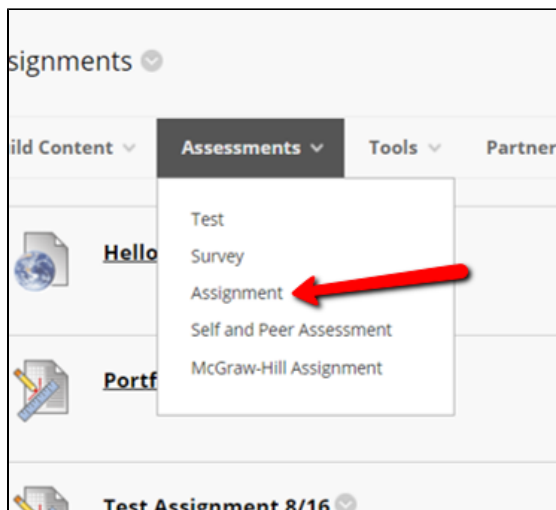 signments
ild Content Assessments Tools Partner
Test
Hello
Survey
Assignment
Self and Peer Assessment
McGraw-Hill Assignment
Portf
Test Assignment 8/16